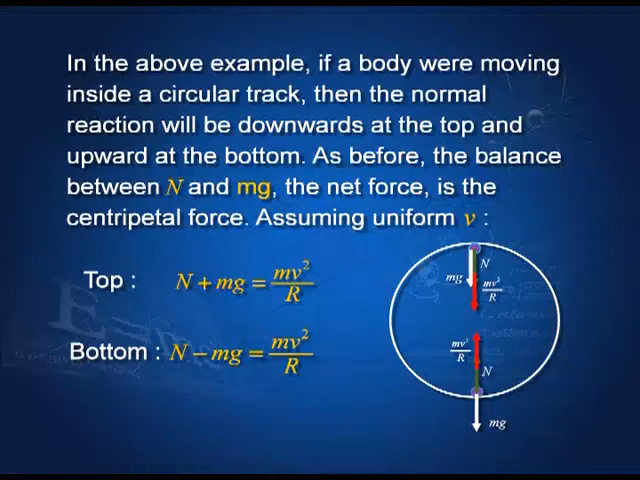 In the above example, if a body were moving
inside a circular track, then the normal
reaction will be downwards at the top and
upward at the bottom. As before, the balance
between N and mg, the net force, is the
centripetal force. Assuming uniform v :
Top : N + mg = mv²/R
Bottom : N − mg = mv²/R
N
mg
mv²/R
mv²/R
N
mg